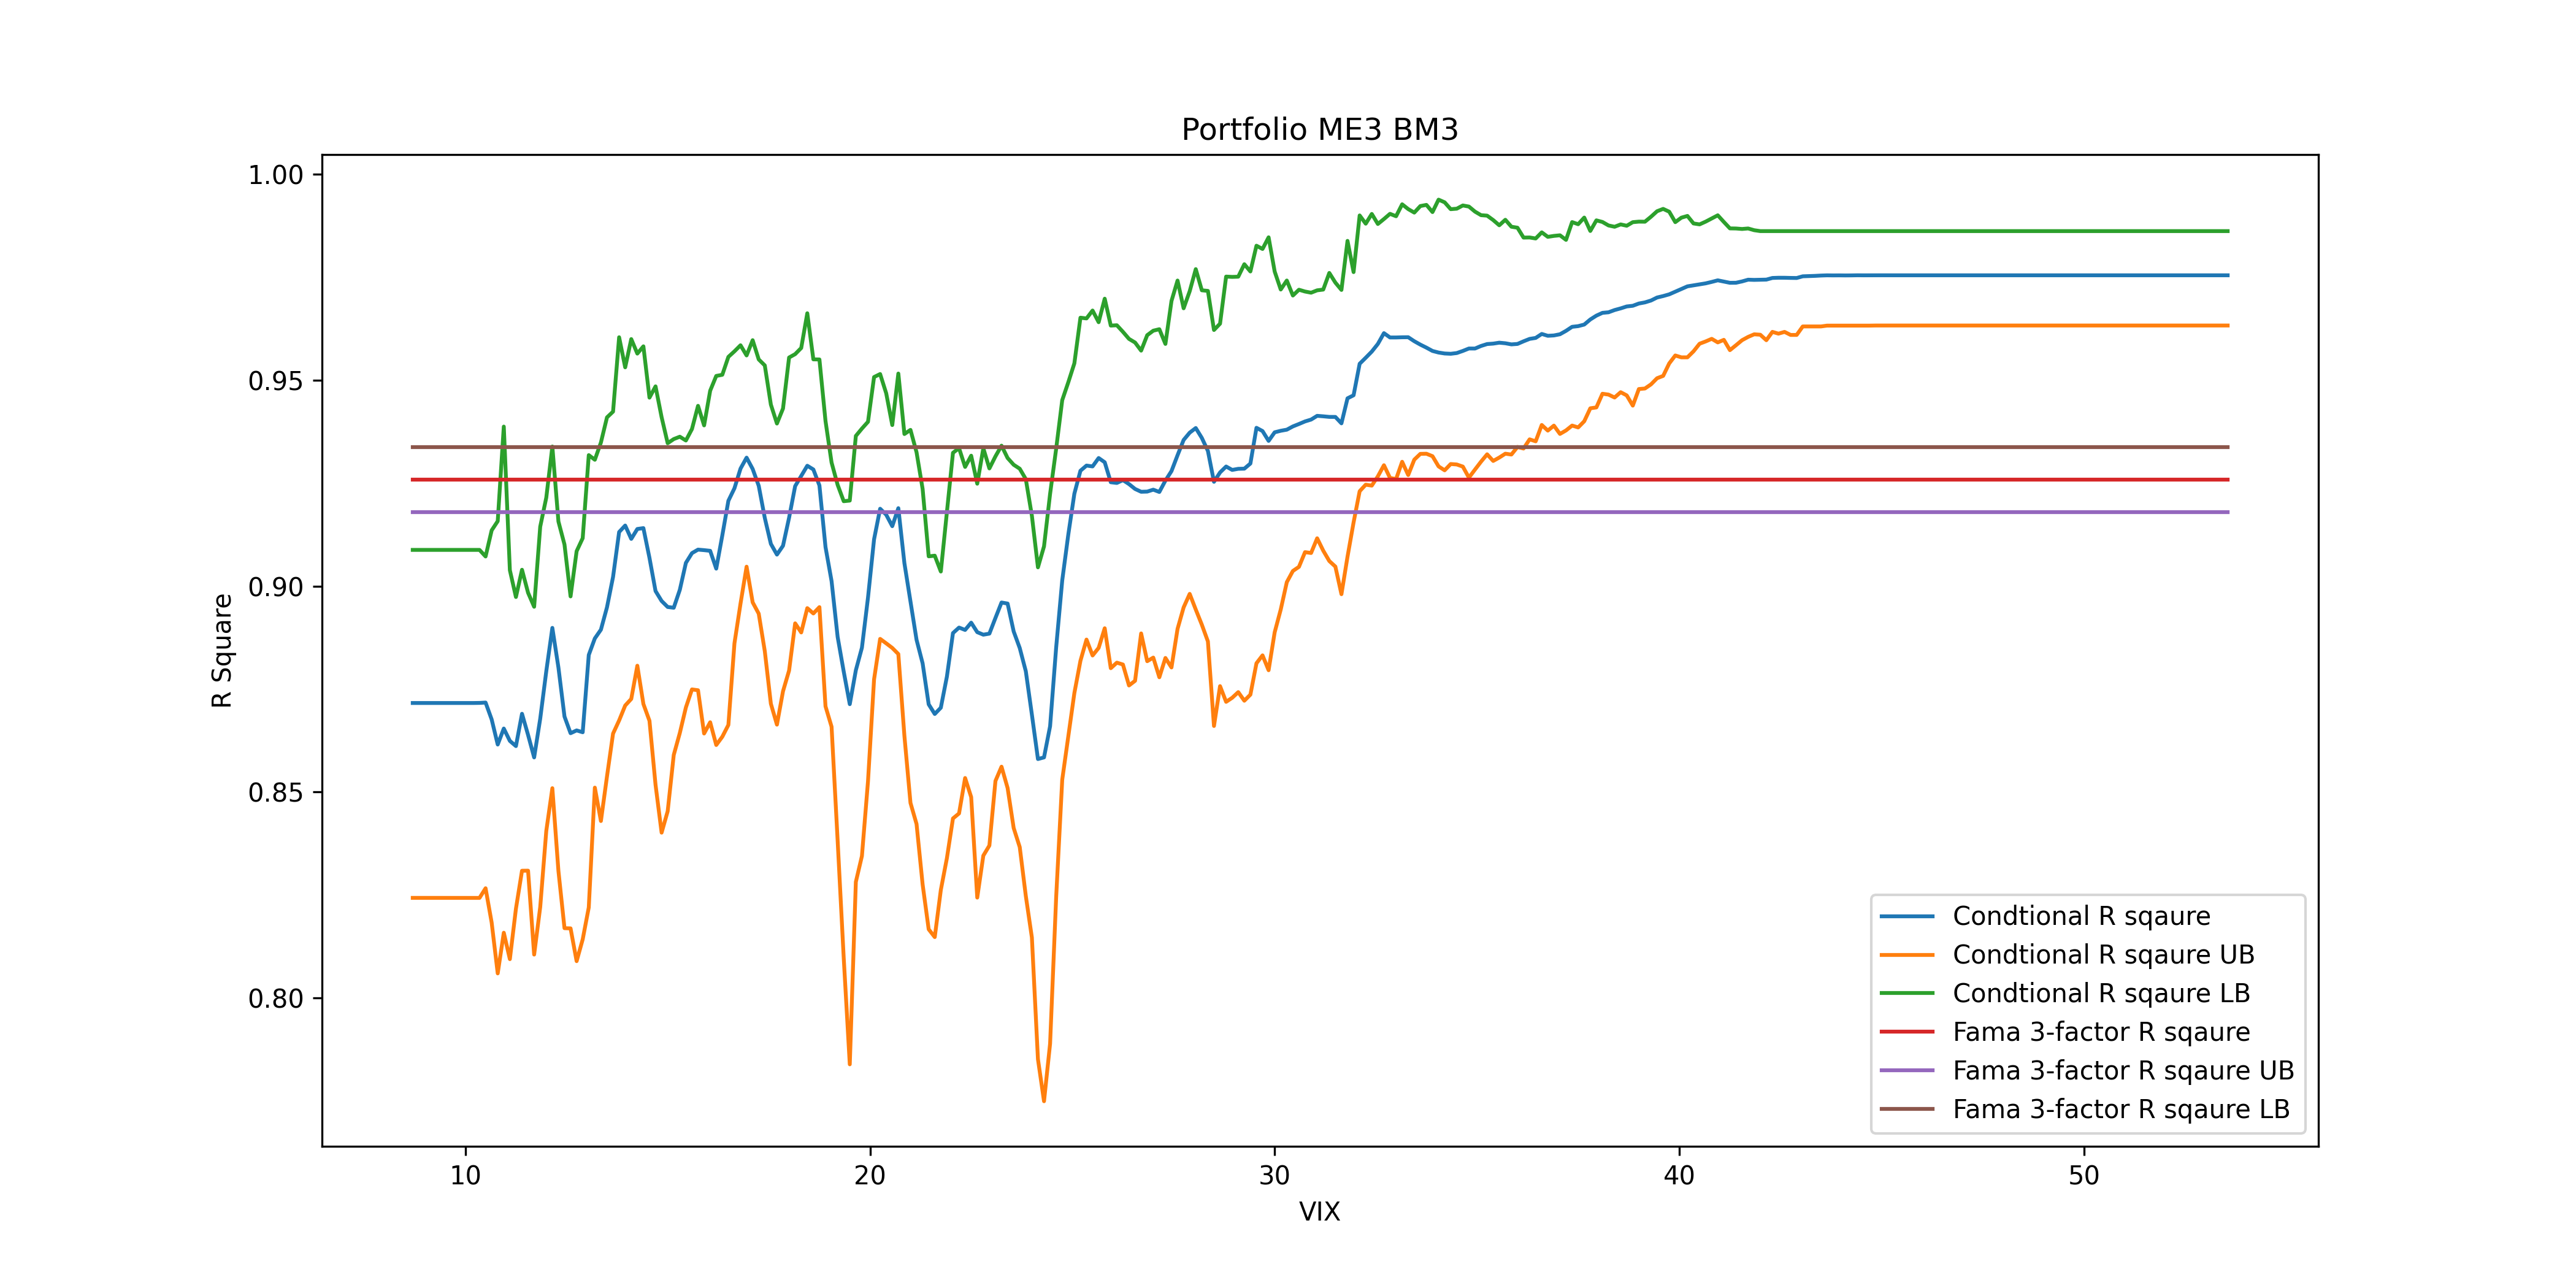 Portfolio ME3 BM3
R Square
1.00
0.95
0.90
0.85
0.80
10 20 30 40 50
VIX
Condtional R sqaure
Condtional R sqaure UB
Condtional R sqaure LB
Fama 3-factor R sqaure
Fama 3-factor R sqaure UB
Fama 3-factor R sqaure LB